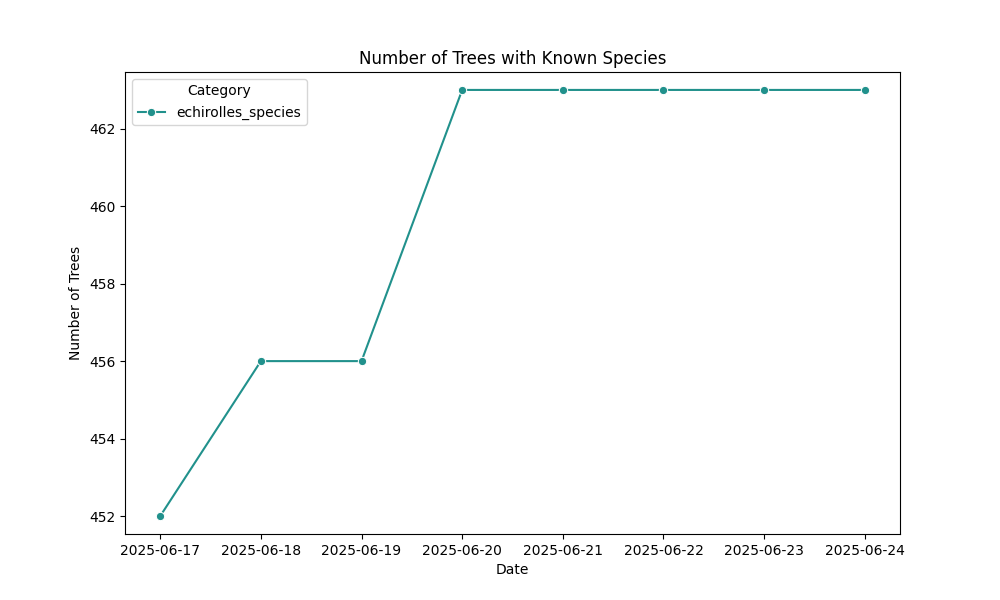 Number of Trees with Known Species
Category
echirolles_species
Number of Trees
462
460
458
456
454
452
2025-06-17 2025-06-18 2025-06-19 2025-06-20 2025-06-21 2025-06-22 2025-06-23 2025-06-24
Date